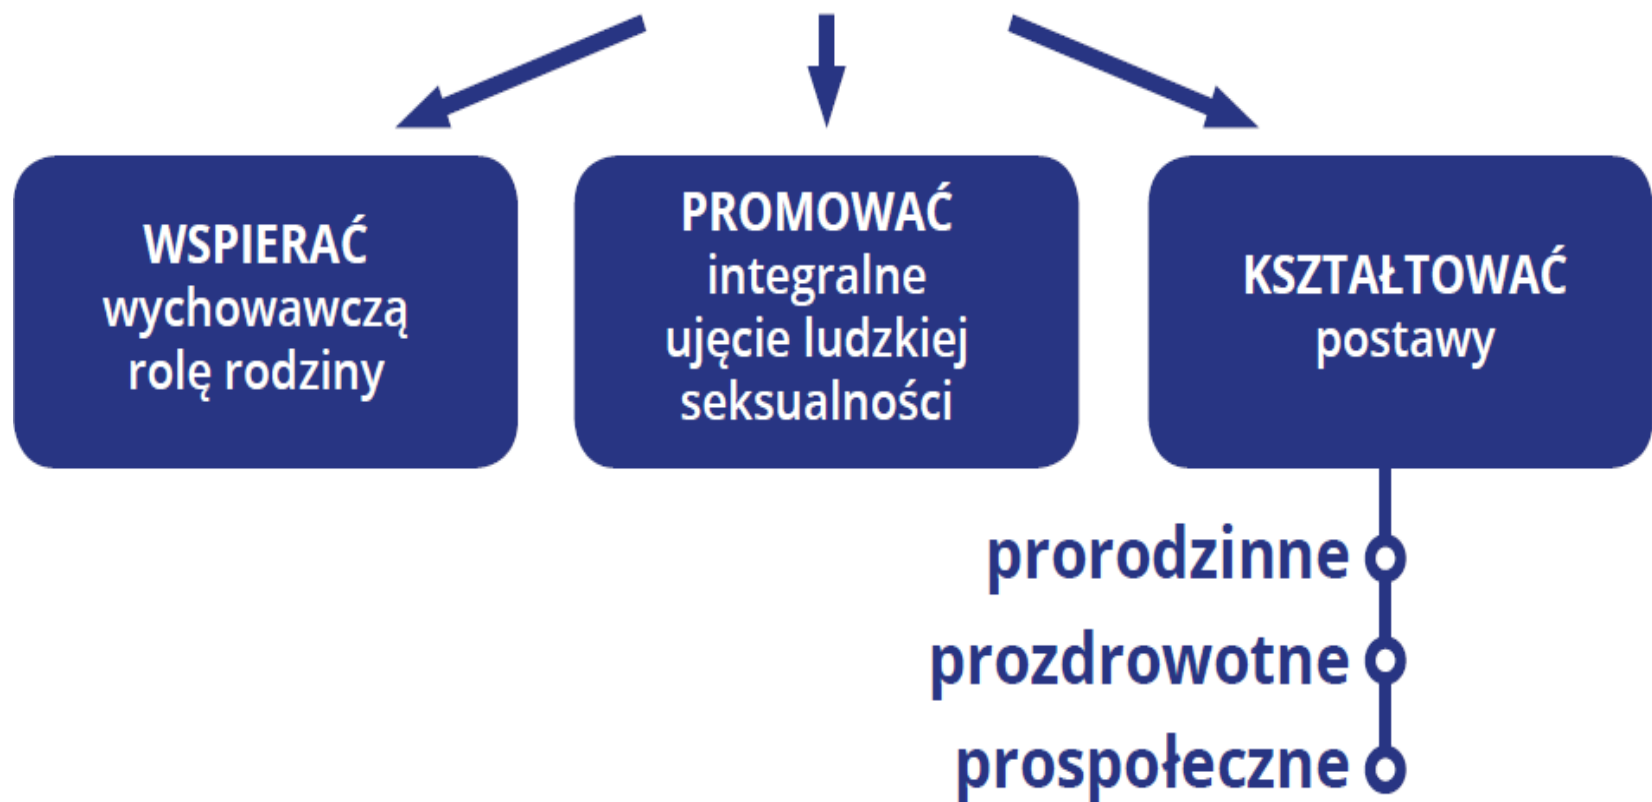 WSPIERAĆ
wychowawczą
rolę rodziny
PROMOWAĆ
integralne
ujęcie ludzkiej
seksualności
KSZTAŁTOWAĆ
postawy
prorodzinne
prozdrowotne
prospołeczne